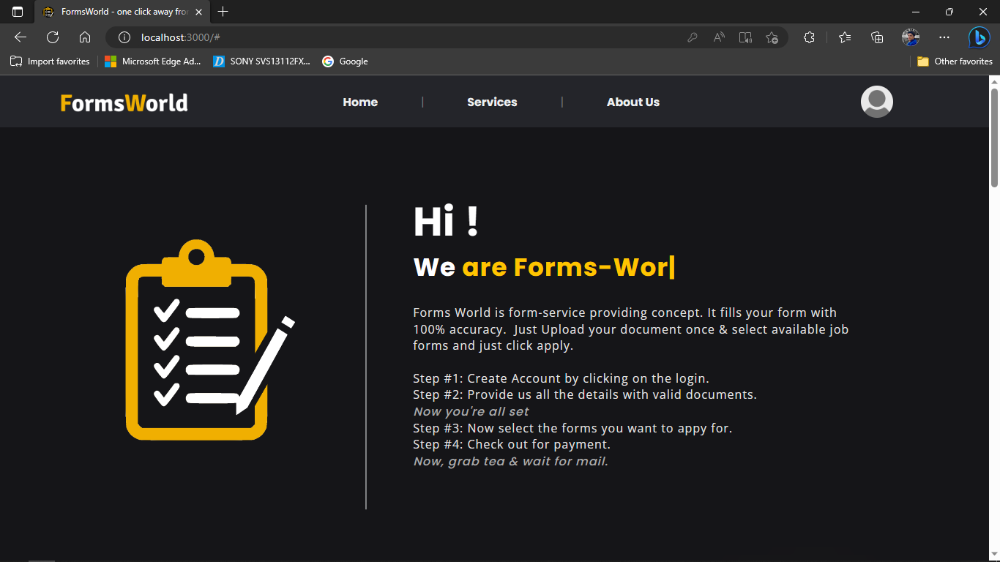 FormsWorld - one click away from
localhost:3000/#
Import favorites
Microsoft Edge Ad...
SONY SVS13112FX...
Google
Other favorites
FormsWorld
Home
|
Services
|
About Us
Hi !
We are Forms-Wor|
Forms World is form-service providing concept. It fills your form with
100% accuracy. Just Upload your document once & select available job
forms and just click apply.
Step #1: Create Account by clicking on the login.
Step #2: Provide us all the details with valid documents.
Now you're all set
Step #3: Now select the forms you want to appy for.
Step #4: Check out for payment.
Now, grab tea & wait for mail.